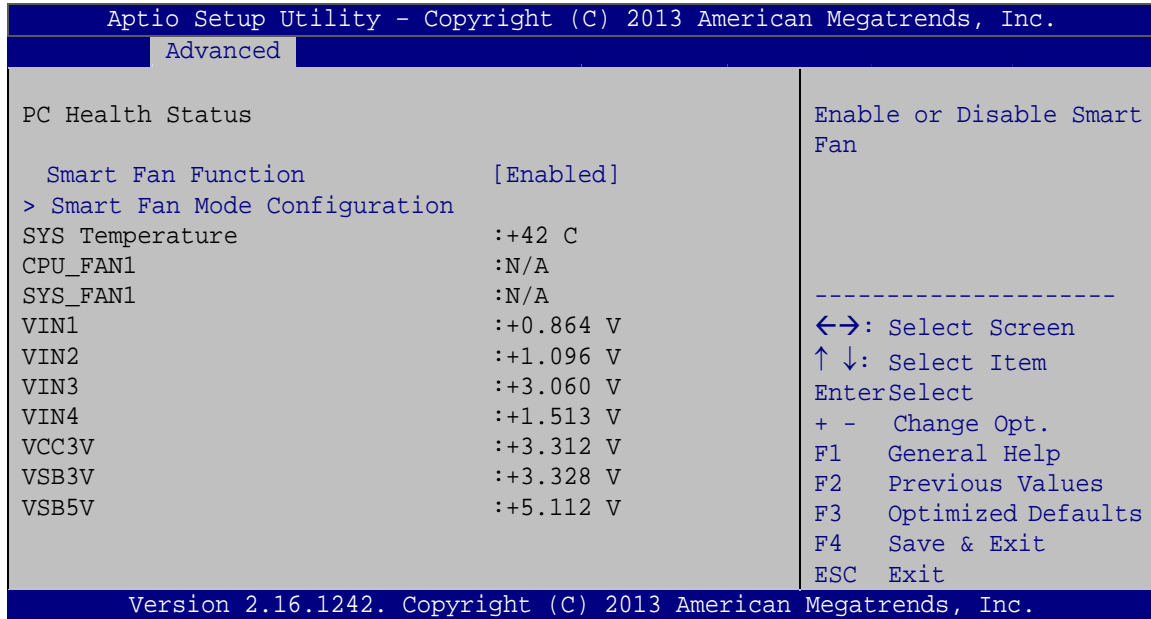 Aptio Setup Utility – Copyright (C) 2013 American Megatrends, Inc.
Advanced
PC Health Status
Smart Fan Function [Enabled]
> Smart Fan Mode Configuration
SYS Temperature :+42 C
CPU_FAN1 :N/A
SYS_FAN1 :N/A
VIN1 :+0.864 V
VIN2 :+1.096 V
VIN3 :+3.060 V
VIN4 :+1.513 V
VCC3V :+3.312 V
VSB3V :+3.328 V
VSB5V :+5.112 V
Enable or Disable Smart
Fan
---------------------
←→: Select Screen
↑ ↓: Select Item
EnterSelect
+ - Change Opt.
F1 General Help
F2 Previous Values
F3 Optimized Defaults
F4 Save & Exit
ESC Exit
Version 2.16.1242. Copyright (C) 2013 American Megatrends, Inc.